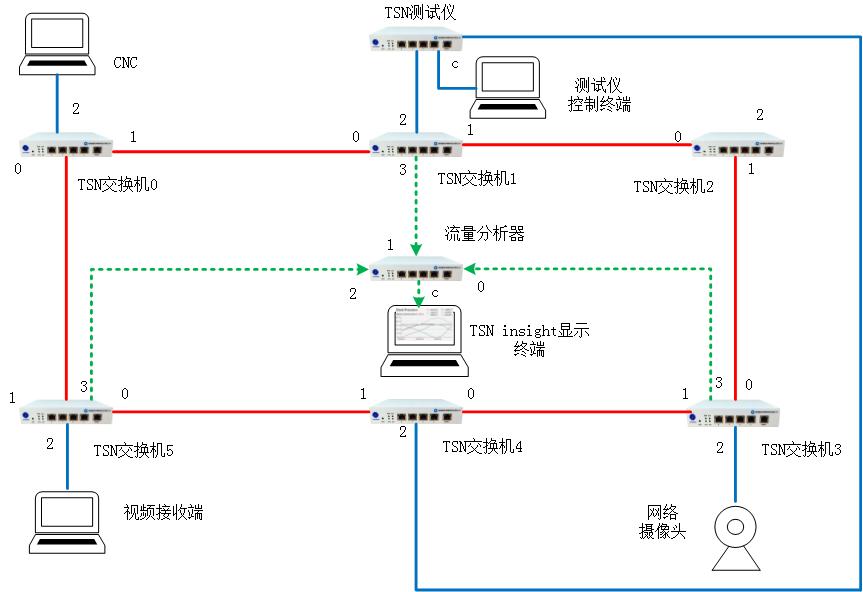 TSN测试仪
CNC
c
测试仪
控制终端
2
2
2
1
0
1
0
0
3
1
TSN交换机0
TSN交换机1
TSN交换机2
流量分析器
1
2
c
0
TSN insight显示
终端
1
3
0
1
0
1
3
0
2
TSN交换机5
2
TSN交换机4
2
TSN交换机3
视频接收端
网络
摄像头